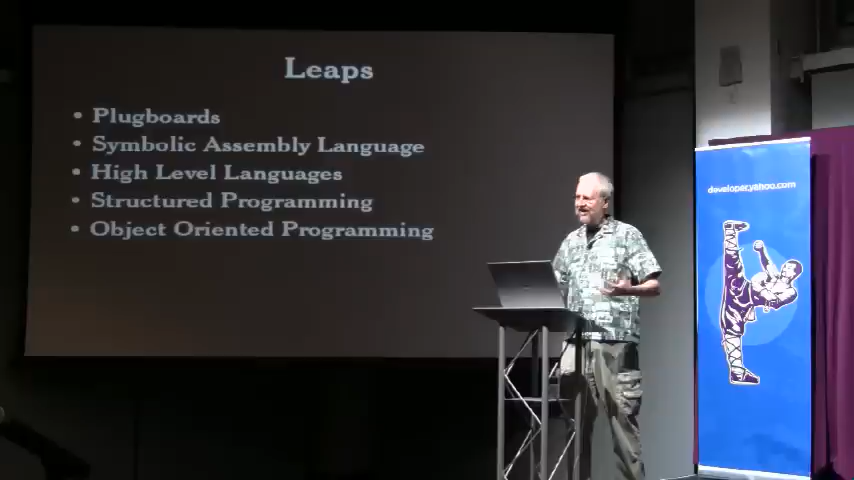 Leaps
• Plugboards
• Symbolic Assembly Language
• High Level Languages
• Structured Programming
• Object Oriented Programming
developer.yahoo.com